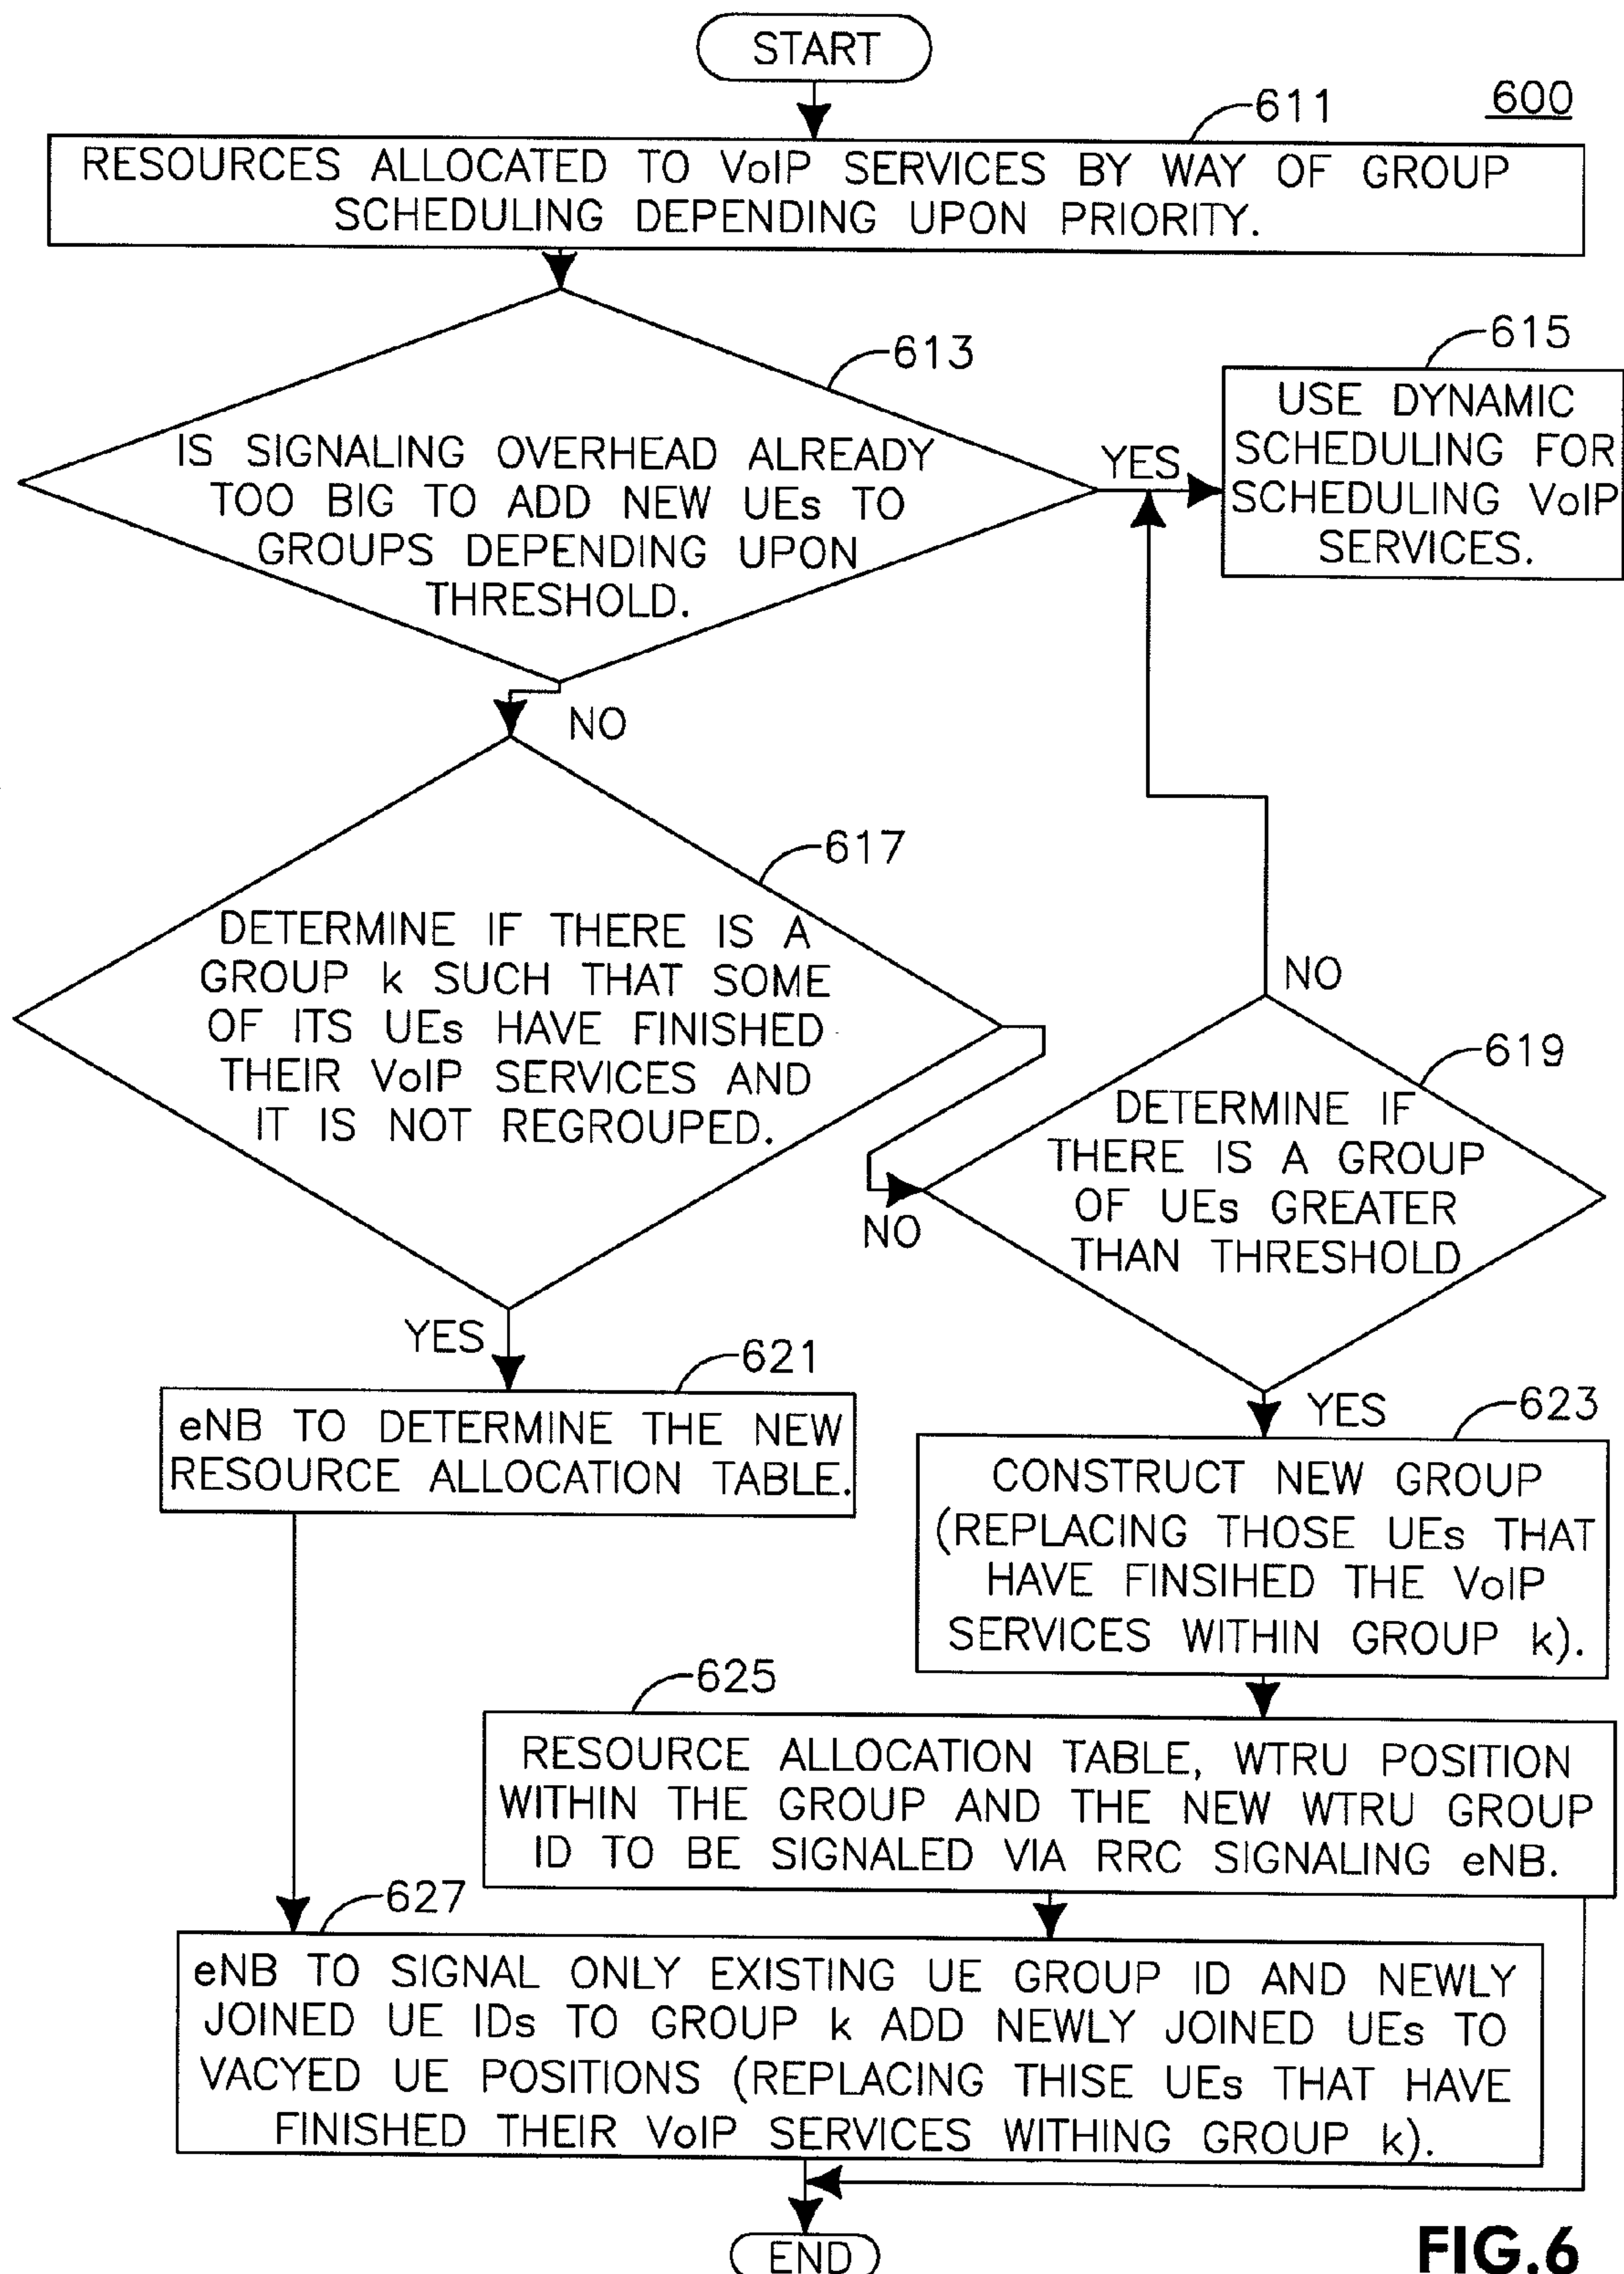 START
600
611
RESOURCES ALLOCATED TO VoIP SERVICES BY WAY OF GROUP
SCHEDULING DEPENDING UPON PRIORITY.
613
IS SIGNALING OVERHEAD ALREADY
TOO BIG TO ADD NEW UEs TO
GROUPS DEPENDING UPON
THRESHOLD.
YES
615
USE DYNAMIC
SCHEDULING FOR
SCHEDULING VoIP
SERVICES.
NO
617
DETERMINE IF THERE IS A
GROUP k SUCH THAT SOME
OF ITS UEs HAVE FINISHED
THEIR VoIP SERVICES AND
IT IS NOT REGROUPED.
NO
NO
619
DETERMINE IF
THERE IS A GROUP
OF UEs GREATER
THAN THRESHOLD
YES
621
eNB TO DETERMINE THE NEW
RESOURCE ALLOCATION TABLE.
YES
623
CONSTRUCT NEW GROUP
(REPLACING THOSE UEs THAT
HAVE FINSIHED THE VoIP
SERVICES WITHIN GROUP k).
625
RESOURCE ALLOCATION TABLE, WTRU POSITION
WITHIN THE GROUP AND THE NEW WTRU GROUP
ID TO BE SIGNALED VIA RRC SIGNALING eNB.
627
eNB TO SIGNAL ONLY EXISTING UE GROUP ID AND NEWLY
JOINED UE IDs TO GROUP k ADD NEWLY JOINED UEs TO
VACYED UE POSITIONS (REPLACING THISE UEs THAT HAVE
FINISHED THEIR VoIP SERVICES WITHING GROUP k).
END
FIG.6